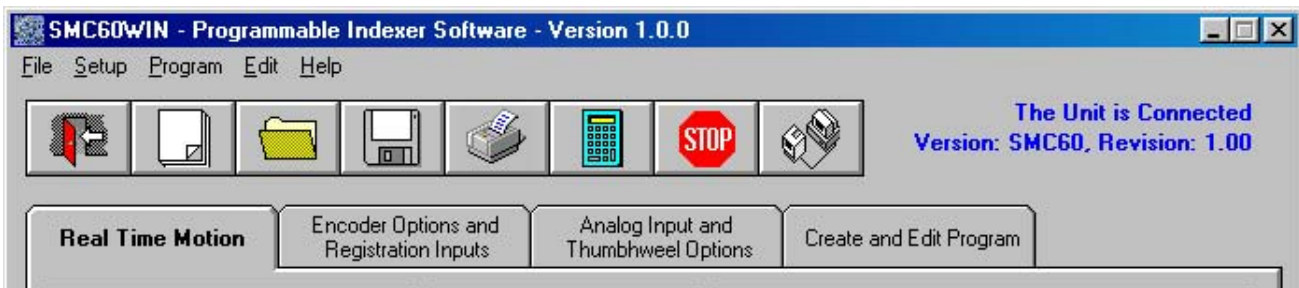 SMC60WIN - Programmable Indexer Software - Version 1.0.0
File Setup Program Edit Help
STOP
The Unit is Connected
Version: SMC60, Revision: 1.00
Real Time Motion
Encoder Options and
Registration Inputs
Analog Input and
Thumbhweel Options
Create and Edit Program